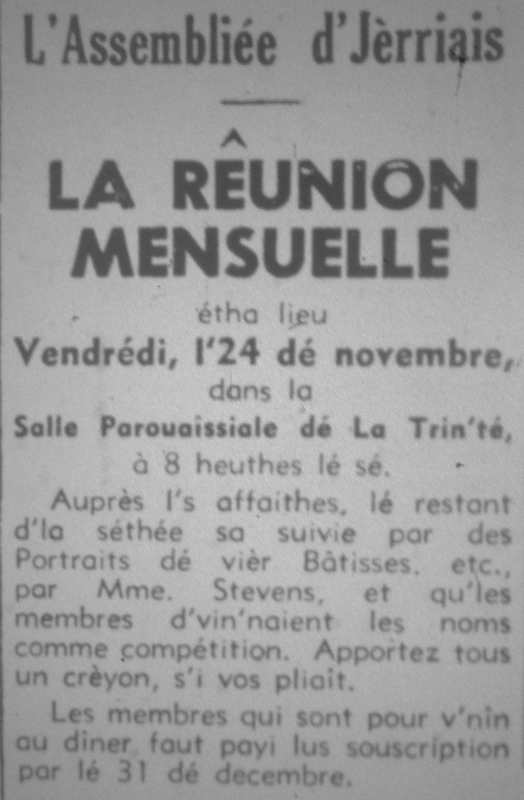 L'Assembliée d'Jèrriais
LA RÊUNION
MENSUELLE
étha lieu
Vendrédi, l'24 dé novembre,
dans la
Salle Parouaissiale dé La Trin'té,
à 8 heuthes lé sé.
Auprès l's affaithes, lé restant
d'la séthée sa suivie par des
Portraits dé vièr Bâtisses. etc.,
par Mme. Stevens, et qu'les
membres d'vin'naient les noms
comme compétition. Apportez tous
un crèyon, s'i vos pliaît.
Les membres qui sont pour v'nîn
au dîner faut payi lus souscription
par lé 31 dé decembre.